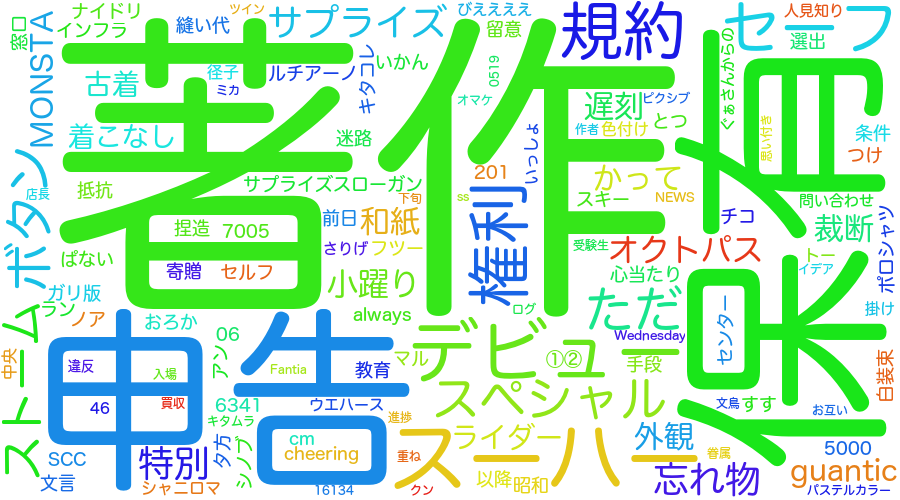 著作
保有
申告
規約
権利
デビュー
スペシャル
スーハー
ストーム
ボタン
セーフ
ただ
サプライズ
MONSTA
ナイドリ
インフラ
窓口
縫い代
ツイン
びええええ
留意
人見知り
選出
古着
径子
ミカ
ルチアーノ
キタコレ
いかん
0519
オマケ
遅刻
ピクシブ
ぐぁさんからの
着こなし
迷路
いっしょ
作者
色付け
とつ
思い付き
条件
つけ
店長
抵抗
サプライズスローガン
下旬
201
ss
かって
スキー
NEWS
チコ
問い合わせ
裁断
ポロシャツ
捏造
7005
前日
和紙
さりげ
フツー
受験生
オクトパス
トー
イデア
ぱない
寄贈
セルフ
小躍り
心当たり
掛け
ガリ版
ラン
ノア
おろか
06
アン
always
ログ
Wednesday
センター
中央
違反
入場
Fantia
教育
マル
①②
手段
白装束
46
買収
6341
ウエハース
進捗
文鳥
すす
お互い
キタムラ
夕方
シノブ
cm
cheering
重ね
ライダー
外観
眷属
5000
SCC
特別
文言
シャニロマ
16134
クン
以降
昭和
忘れ物
guantic
パステルカラー